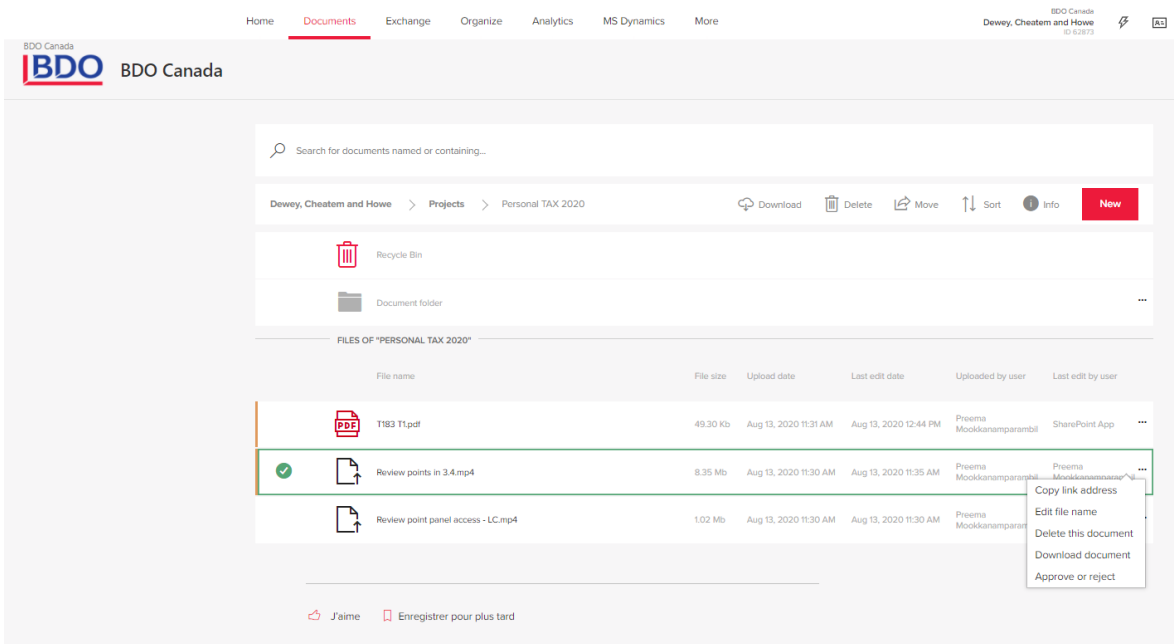 BDO Canada
Home Documents Exchange Organize Analytics MS Dynamics More
Dewey, Cheatem and Howe
ID 62873
BDO Canada
BDO BDO Canada
Search for documents named or containing...
Dewey, Cheatem and Howe > Projects > Personal TAX 2020 Download Delete Move Sort i Info New
Recycle Bin
Document folder ...
FILES OF "PERSONAL TAX 2020"
File name File size Upload date Last edit date Uploaded by user Last edit by user
PDF T183 T1.pdf 49.30 Kb Aug 13, 2020 11:31 AM Aug 13, 2020 12:44 PM Preema Mookkanamparambil SharePoint App ...
Review points in 3.4.mp4 8.35 Mb Aug 13, 2020 11:30 AM Aug 13, 2020 11:35 AM Preema Mookkanamparambil Preema Mookkanamparambil ...
Review point panel access - LC.mp4 1.02 Mb Aug 13, 2020 11:30 AM Aug 13, 2020 11:30 AM Preema
Copy link address
Edit file name
Delete this document
Download document
Approve or reject
J'aime Enregistrer pour plus tard